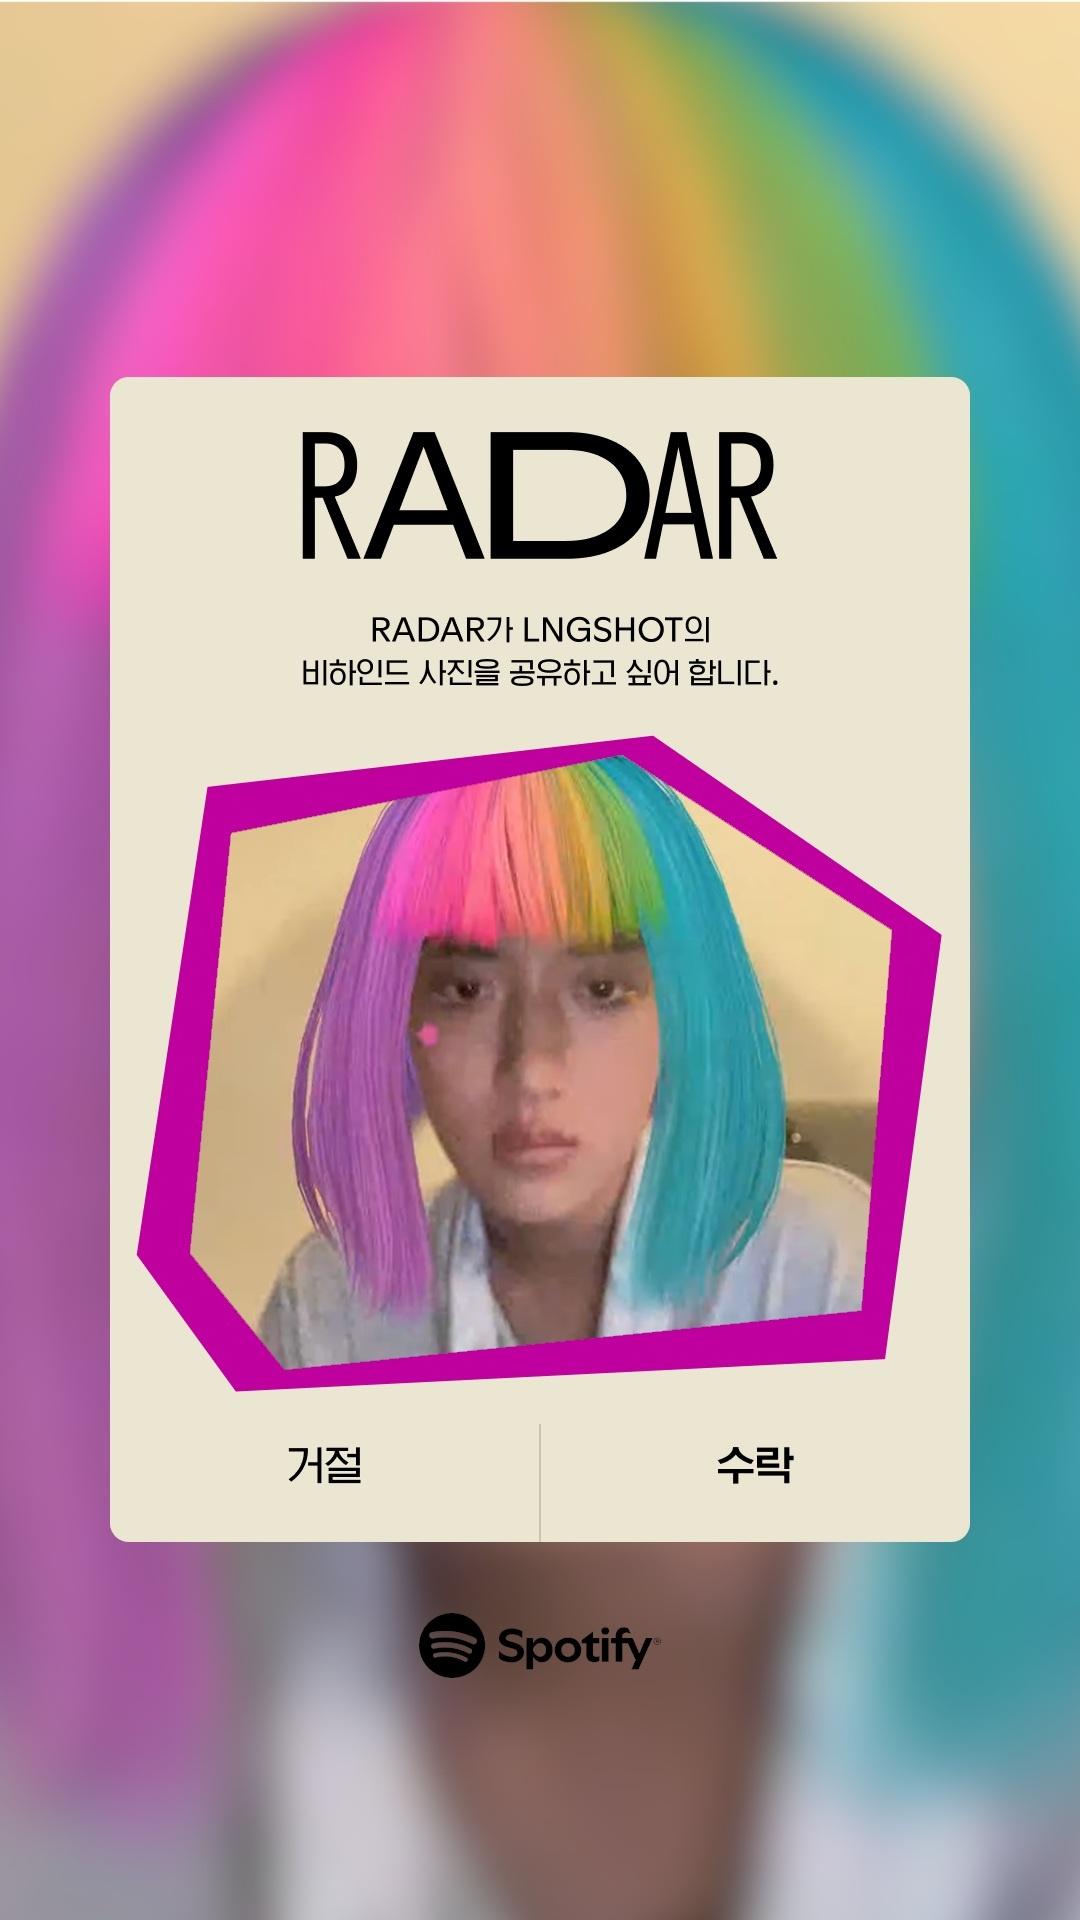 RADAR
RADAR가 LNGSHOT의
비하인드 사진을 공유하고 싶어 합니다.
거절
수락
Spotify®